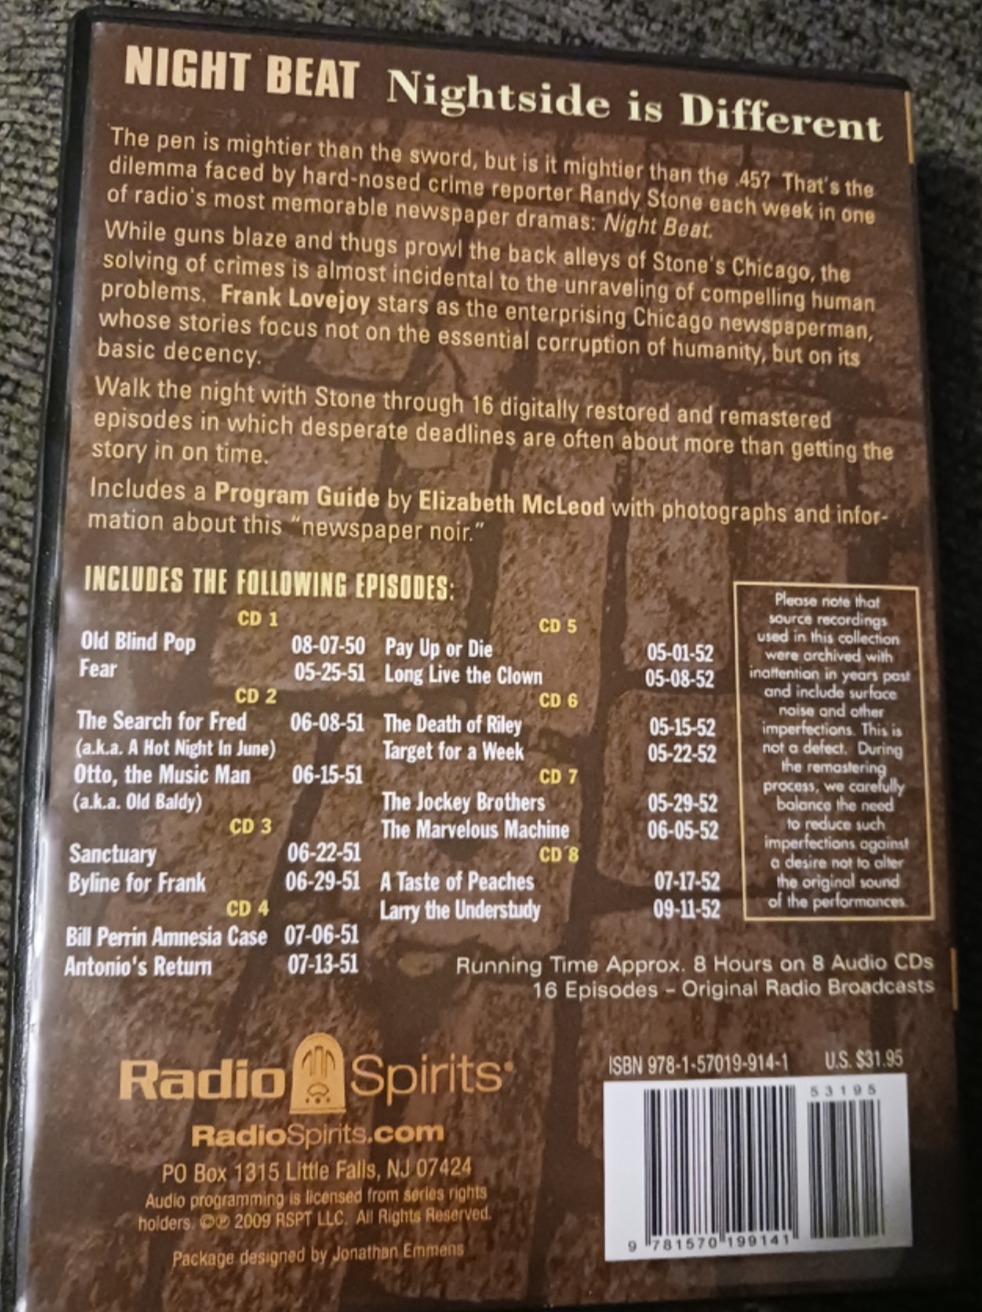 NIGHT BEAT Nightside is Different
The pen is mightier than the sword, but is it mightier than the .45? That's the
dilemma faced by hard-nosed crime reporter Randy Stone each week in one
of radio's most memorable newspaper dramas: Night Beat.
While guns blaze and thugs prowl the back alleys of Stone's Chicago, the
solving of crimes is almost incidental to the unraveling of compelling human
problems. Frank Lovejoy stars as the enterprising Chicago newspaperman,
whose stories focus not on the essential corruption of humanity, but on its
basic decency.
Walk the night with Stone through 16 digitally restored and remastered
episodes in which desperate deadlines are often about more than getting the
story in on time.
Includes a Program Guide by Elizabeth McLeod with photographs and infor-
mation about this "newspaper noir."
INCLUDES THE FOLLOWING EPISODES:
CD 1
Old Blind Pop 08-07-50
Fear 05-25-51
CD 2
The Search for Fred 06-08-51
(a.k.a. A Hot Night In June)
Otto, the Music Man 06-15-51
(a.k.a. Old Baldy)
CD 3
Sanctuary 06-22-51
Byline for Frank 06-29-51
CD 4
Bill Perrin Amnesia Case 07-06-51
Antonio's Return 07-13-51
CD 5
Pay Up or Die 05-01-52
Long Live the Clown 05-08-52
CD 6
The Death of Riley 05-15-52
Target for a Week 05-22-52
CD 7
The Jockey Brothers 05-29-52
The Marvelous Machine 06-05-52
CD 8
A Taste of Peaches 07-17-52
Larry the Understudy 09-11-52
Please note that
source recordings
used in this collection
were archived with
inattention in years past
and include surface
noise and other
imperfections. This is
not a defect. During
the remastering
process, we carefully
balance the need
to reduce such
imperfections against
a desire not to alter
the original sound
of the performances.
Running Time Approx. 8 Hours on 8 Audio CDs
16 Episodes – Original Radio Broadcasts
Radio Spirits®
RadioSpirits.com
PO Box 1315 Little Falls, NJ 07424
Audio programming is licensed from series rights
holders. ©℗ 2009 RSPT LLC. All Rights Reserved.
Package designed by Jonathan Emmens
ISBN 978-1-57019-914-1 U.S. $31.95
53195
9 781570 199141